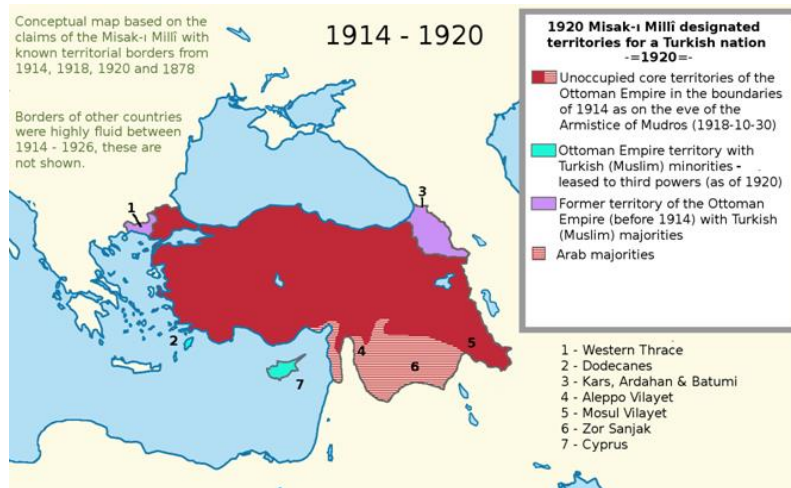 Conceptual map based on the
claims of the Misak-ı Millî with
known territorial borders from
1914, 1918, 1920 and 1878
Borders of other countries
were highly fluid between
1914 - 1926, these are
not shown.
1914 - 1920
1920 Misak-ı Millî designated
territories for a Turkish nation
-=1920=-
Unoccupied core territories of the
Ottoman Empire in the boundaries
of 1914 as on the eve of the
Armistice of Mudros (1918-10-30)
Ottoman Empire territory with
Turkish (Muslim) minorities -
leased to third powers (as of 1920)
Former territory of the Ottoman
Empire (before 1914) with Turkish
(Muslim) majorities
Arab majorities
1
3
2
4
5
6
7
1 - Western Thrace
2 - Dodecanes
3 - Kars, Ardahan & Batumi
4 - Aleppo Vilayet
5 - Mosul Vilayet
6 - Zor Sanjak
7 - Cyprus